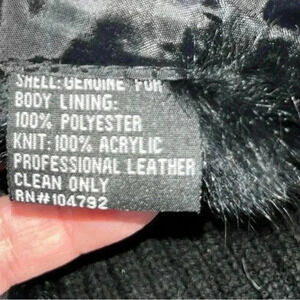 SHELL: GENUINE FUR
BODY LINING:
100% POLYESTER
KNIT: 100% ACRYLIC
PROFESSIONAL LEATHER
CLEAN ONLY
RN#104792